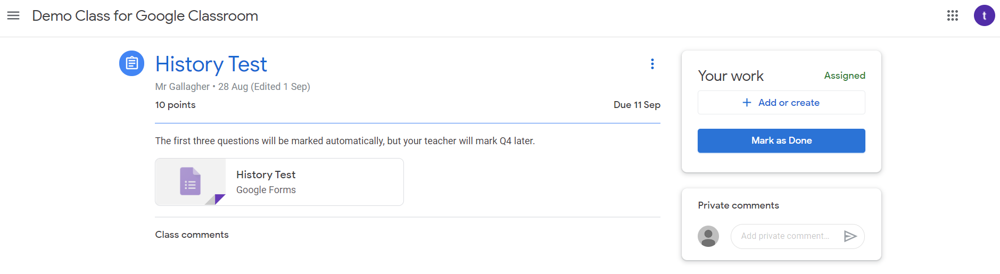 Demo Class for Google Classroom
t
History Test
Mr Gallagher • 28 Aug (Edited 1 Sep)
10 points
Due 11 Sep
The first three questions will be marked automatically, but your teacher will mark Q4 later.
History Test
Google Forms
Class comments
Your work
Assigned
+ Add or create
Mark as Done
Private comments
Add private comment...